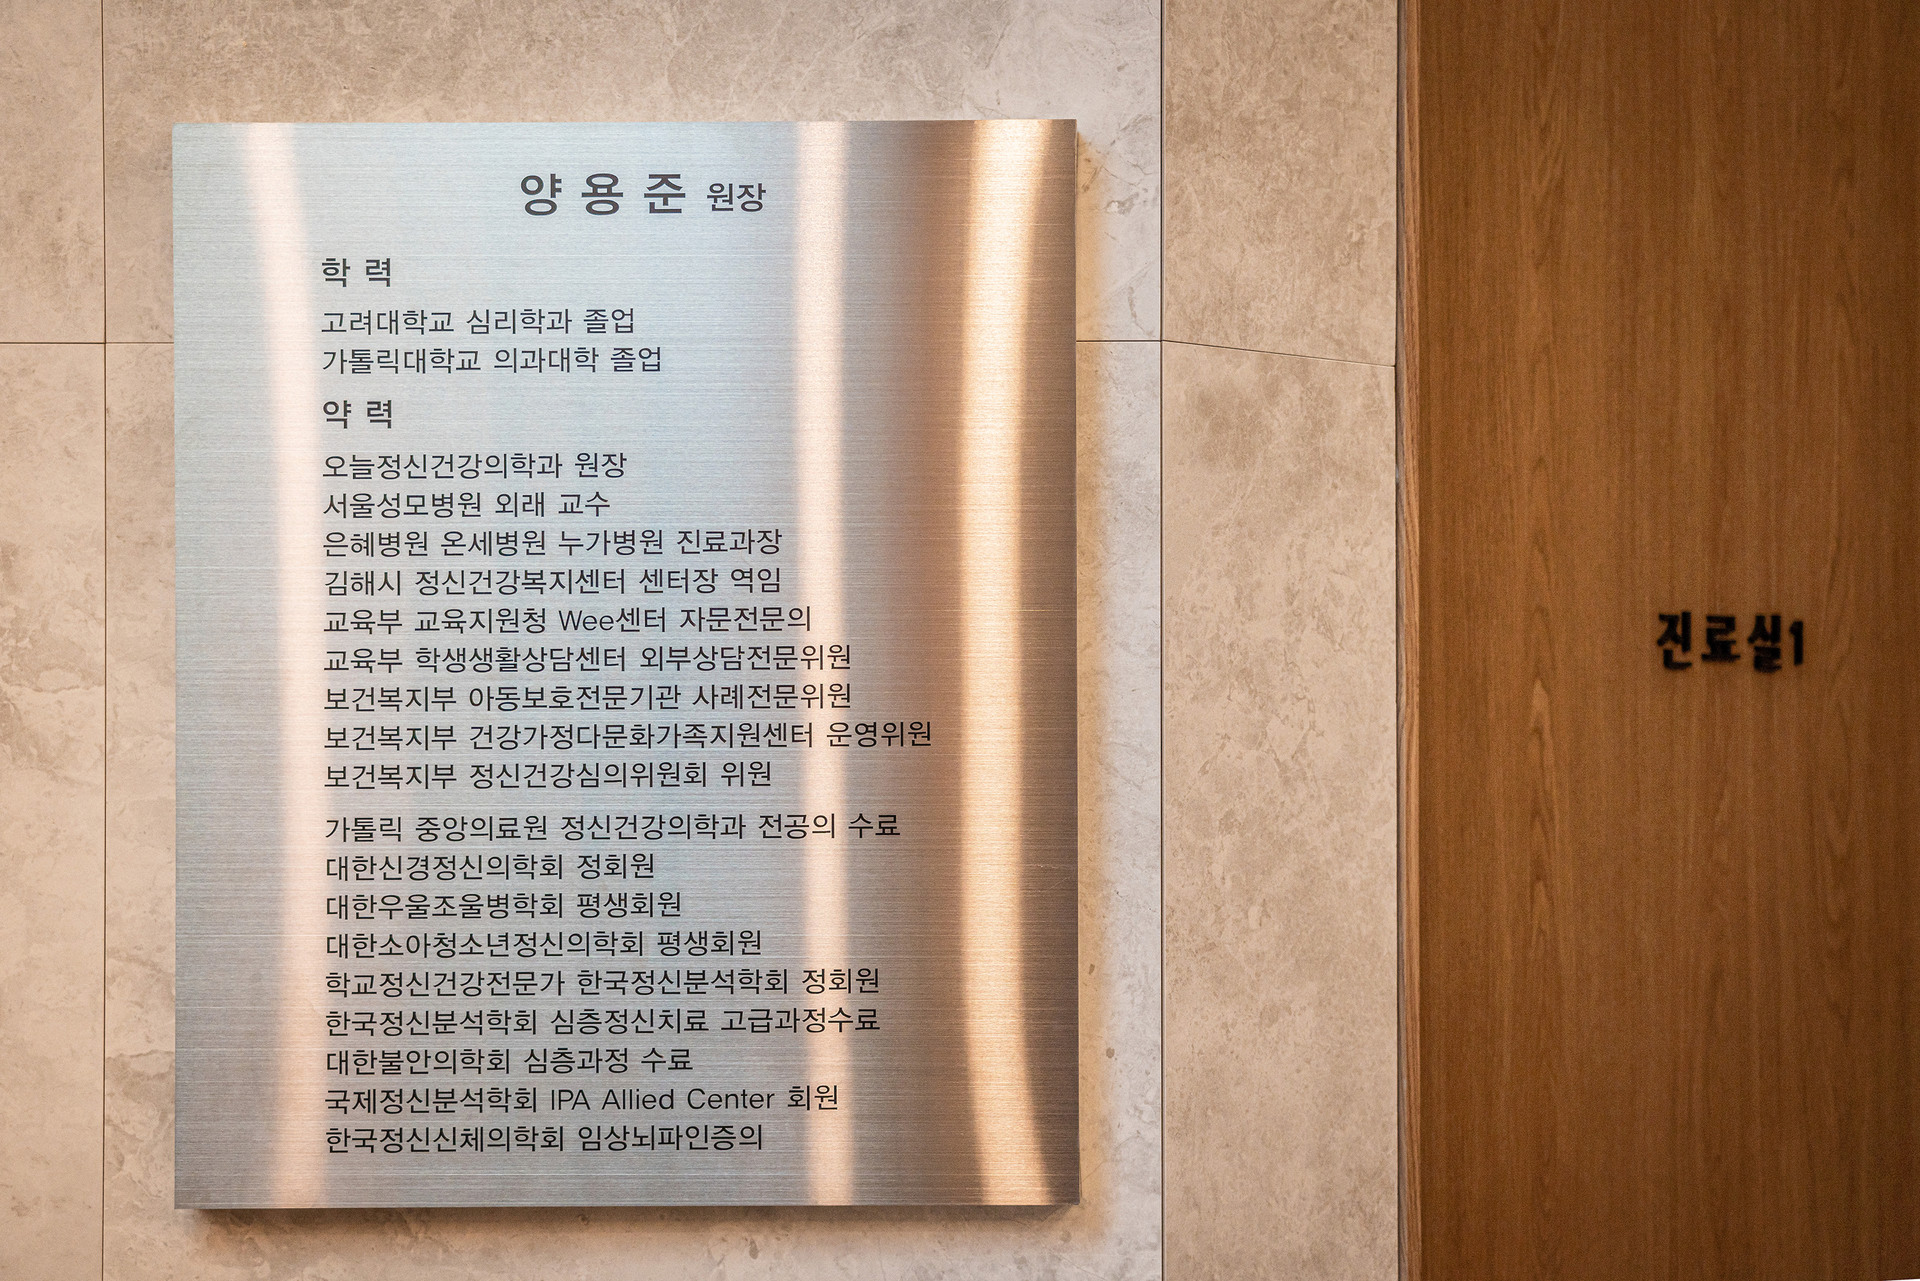 양 용 준 원장
학 력
고려대학교 심리학과 졸업
가톨릭대학교 의과대학 졸업
약 력
오늘정신건강의학과 원장
서울성모병원 외래 교수
은혜병원 온세병원 누가병원 진료과장
김해시 정신건강복지센터 센터장 역임
교육부 교육지원청 Wee센터 자문전문의
교육부 학생생활상담센터 외부상담전문위원
보건복지부 아동보호전문기관 사례전문위원
보건복지부 건강가정다문화가족지원센터 운영위원
보건복지부 정신건강심의위원회 위원
가톨릭 중앙의료원 정신건강의학과 전공의 수료
대한신경정신의학회 정회원
대한우울조울병학회 평생회원
대한소아청소년정신의학회 평생회원
학교정신건강전문가 한국정신분석학회 정회원
한국정신분석학회 심층정신치료 고급과정수료
대한불안의학회 심층과정 수료
국제정신분석학회 IPA Allied Center 회원
한국정신신체의학회 임상뇌파인증의
진료실1